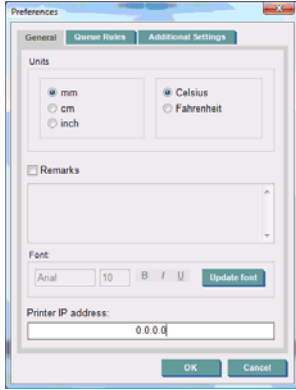 Preferences
General Queue Rules Additional Settings
Units
mm Celsius
cm Fahrenheit
inch
Remarks
Font:
Arial 10 B I U Update font
Printer IP address:
0.0.0.0
OK Cancel